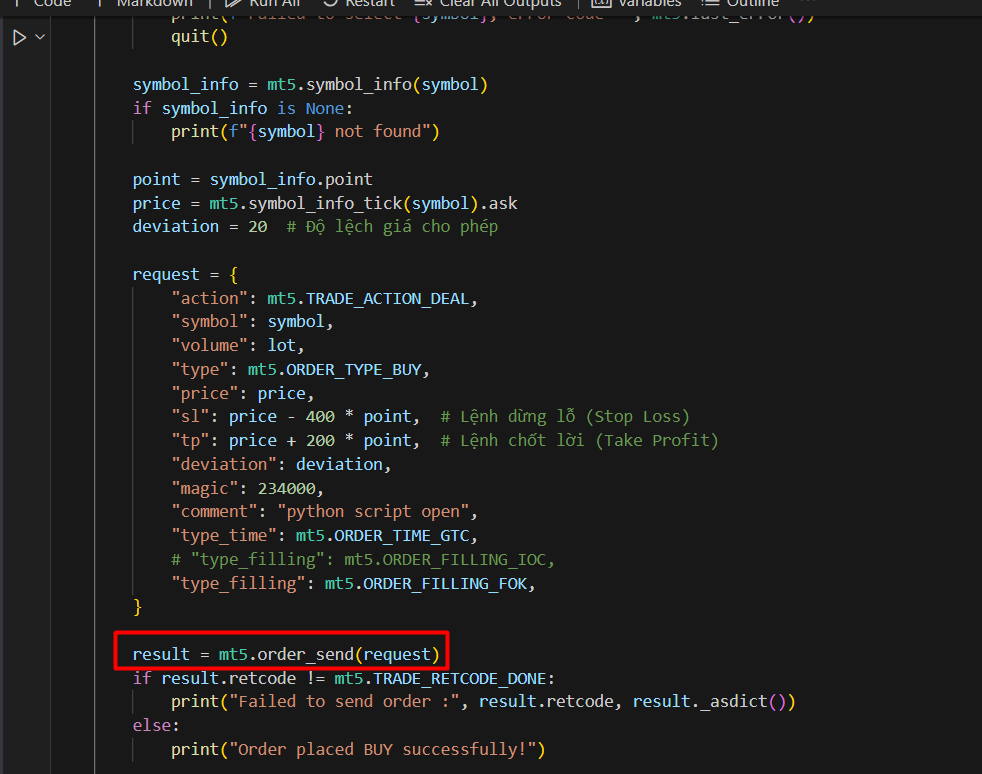 Code Markdown Run All Restart Clear All Outputs Variables Outline ...
print(f"Failed to select {symbol}, error code =", mt5.last_error())
quit()
symbol_info = mt5.symbol_info(symbol)
if symbol_info is None:
print(f"{symbol} not found")
point = symbol_info.point
price = mt5.symbol_info_tick(symbol).ask
deviation = 20 # Độ lệch giá cho phép
request = {
"action": mt5.TRADE_ACTION_DEAL,
"symbol": symbol,
"volume": lot,
"type": mt5.ORDER_TYPE_BUY,
"price": price,
"sl": price - 400 * point, # Lệnh dừng lỗ (Stop Loss)
"tp": price + 200 * point, # Lệnh chốt lời (Take Profit)
"deviation": deviation,
"magic": 234000,
"comment": "python script open",
"type_time": mt5.ORDER_TIME_GTC,
# "type_filling": mt5.ORDER_FILLING_IOC,
"type_filling": mt5.ORDER_FILLING_FOK,
}
result = mt5.order_send(request)
if result.retcode != mt5.TRADE_RETCODE_DONE:
print("Failed to send order :", result.retcode, result._asdict())
else:
print("Order placed BUY successfully!")